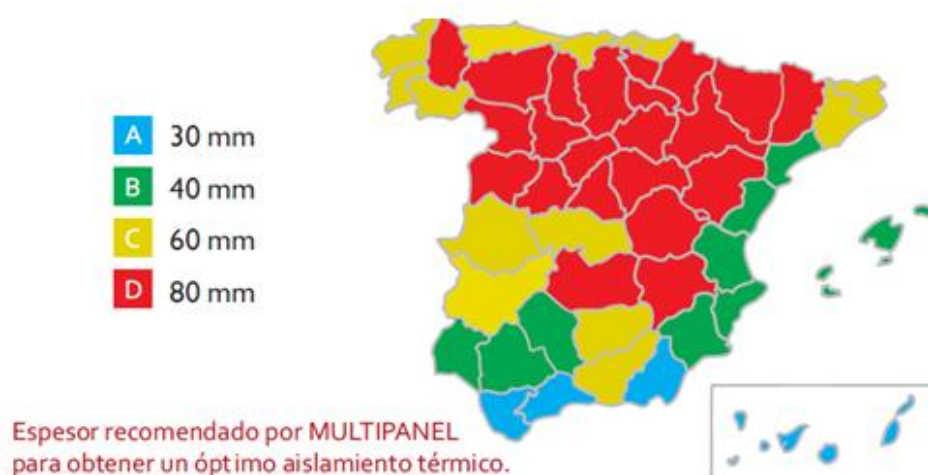 A 30 mm
B 40 mm
C 60 mm
D 80 mm
Espesor recomendado por MULTIPANEL
para obtener un óptimo aislamiento térmico.